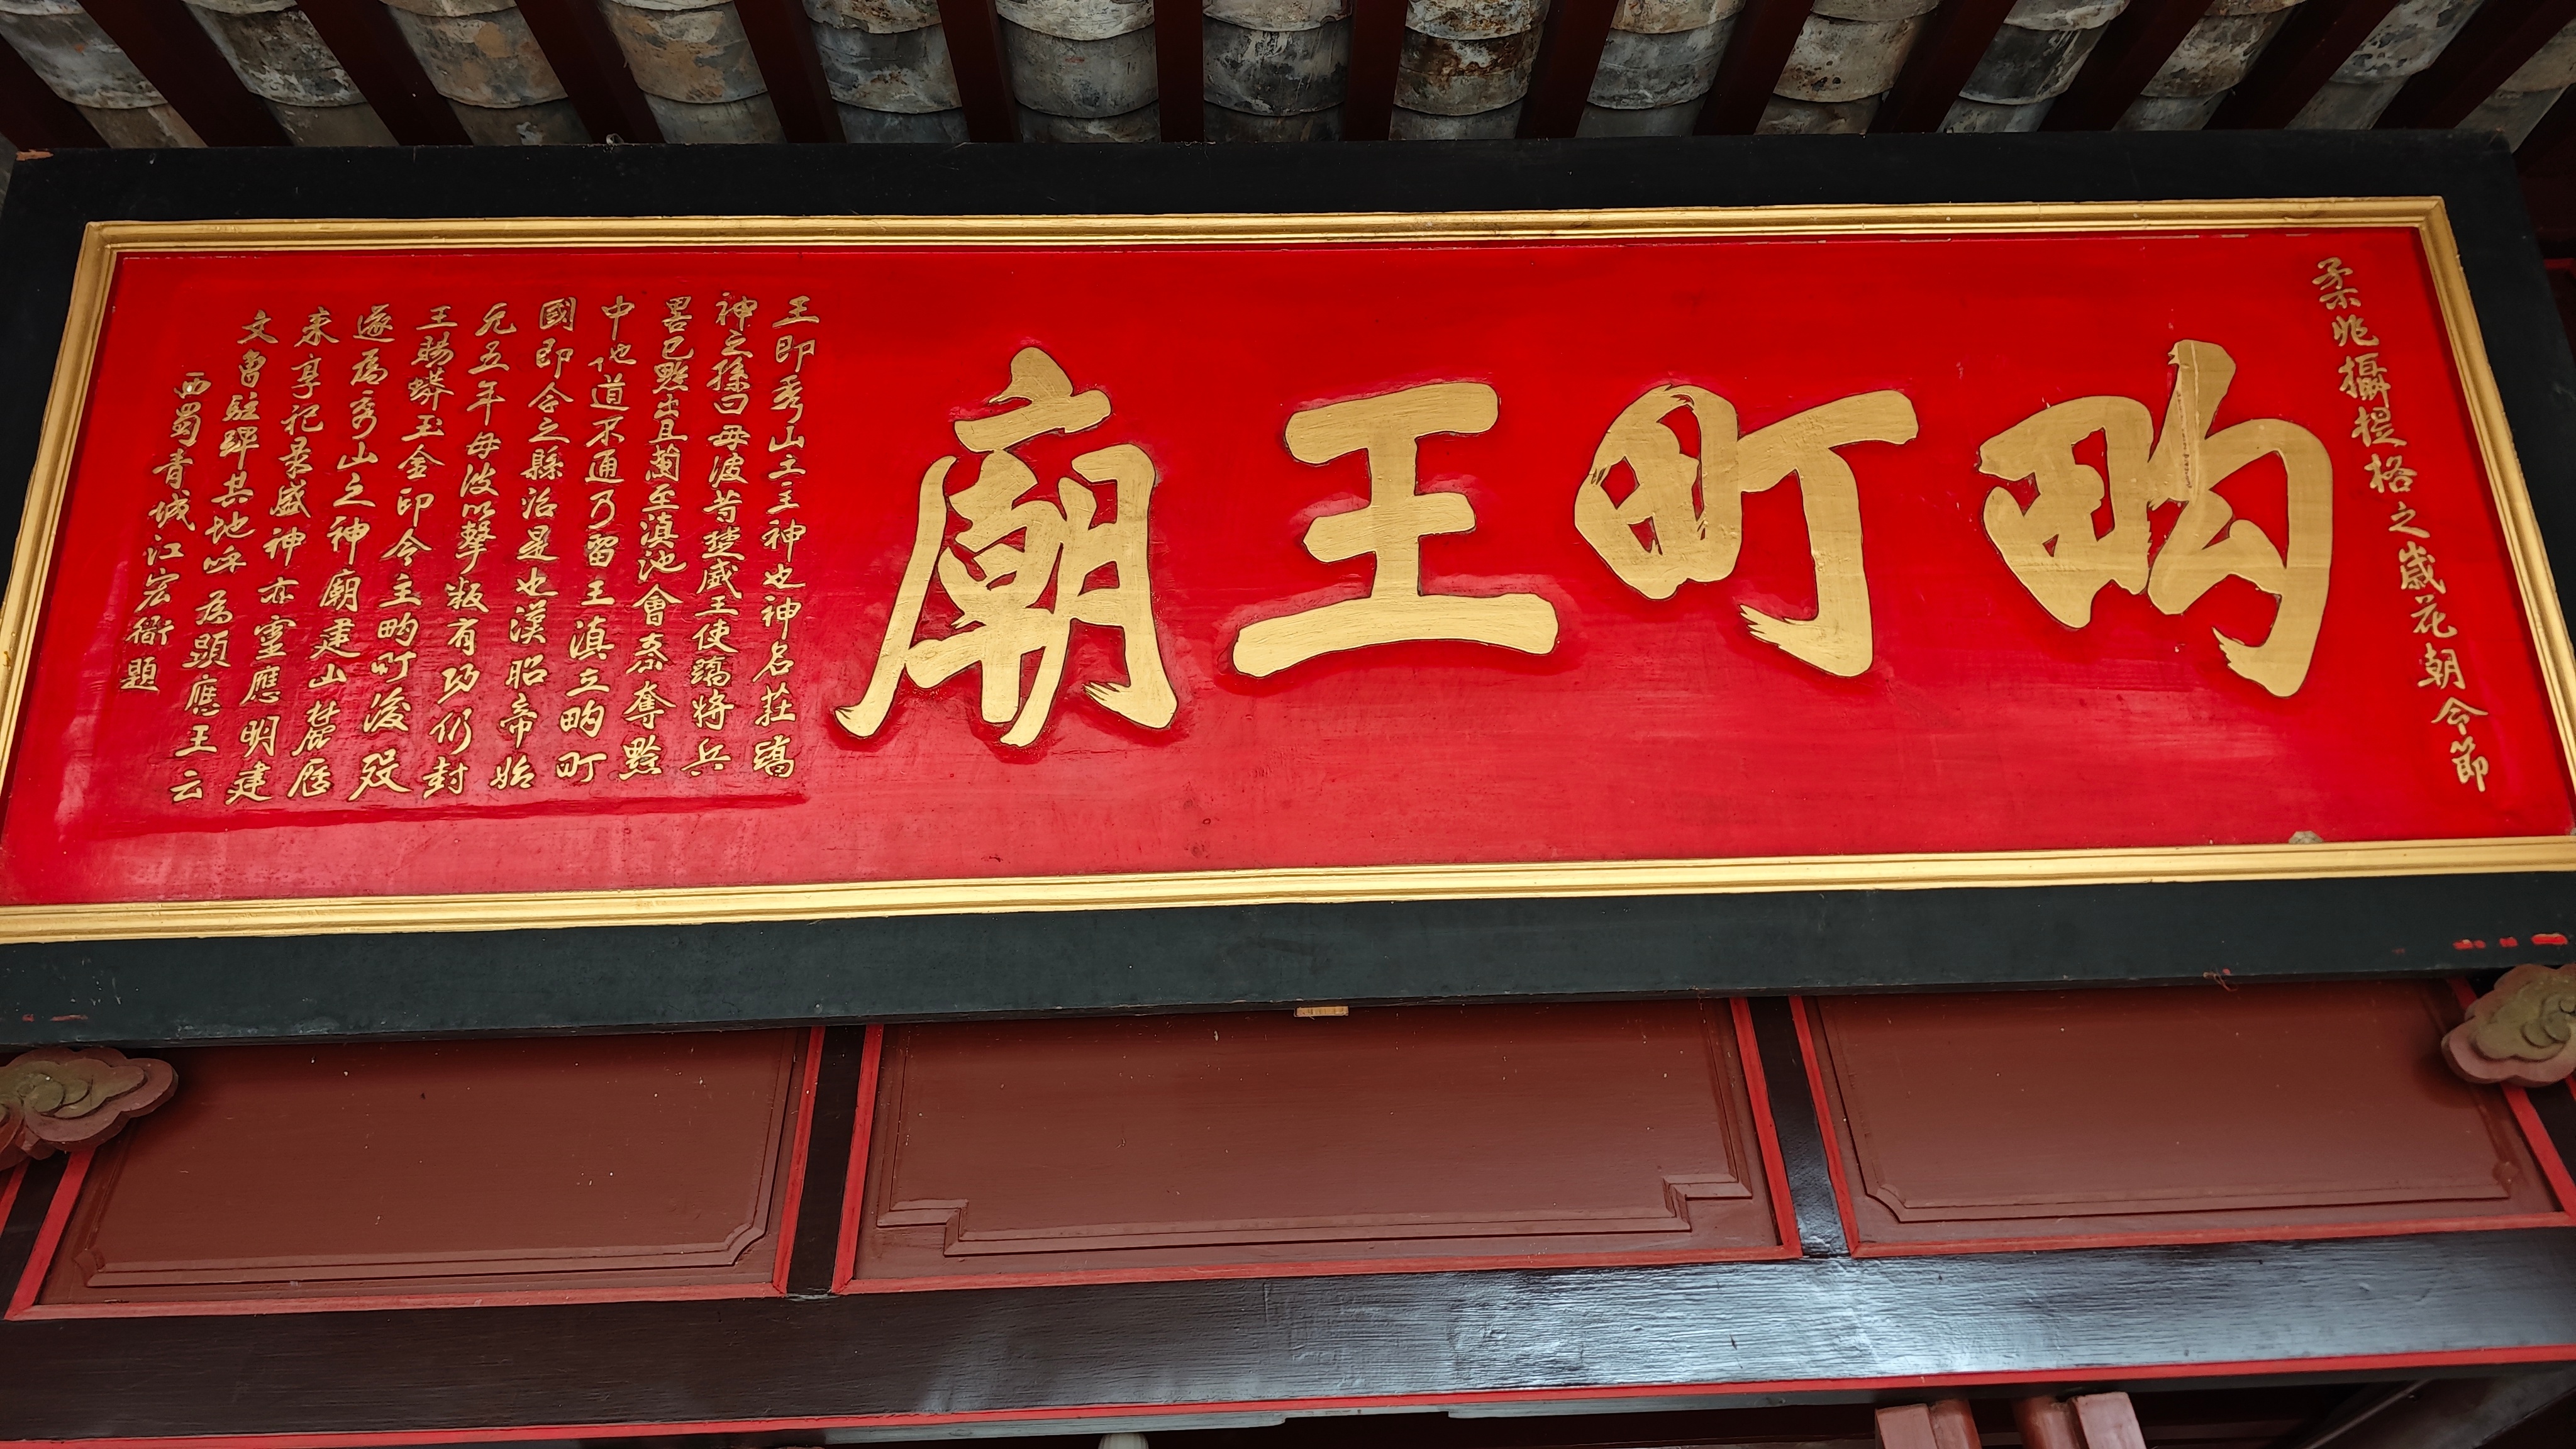 柔兆攝提格之歲花朝令節
畇町王廟
王即秀山土主神也神名莊蹻
神之孫曰毋波昔楚威王使蹻將兵
畧巴黔出且蘭至滇池會秦奪黔
中地道不通乃留王滇立畇町
國即今之縣治是也漢昭帝始
元五年毋波以擊叛有功仍封
王賜蟒玉金印令主畇町後歿
遂為秀山之神廟建山麓歷
來享祀最盛神亦靈應明建
文曾駐蹕其地 為顯應王云
西蜀青城江宏衢題